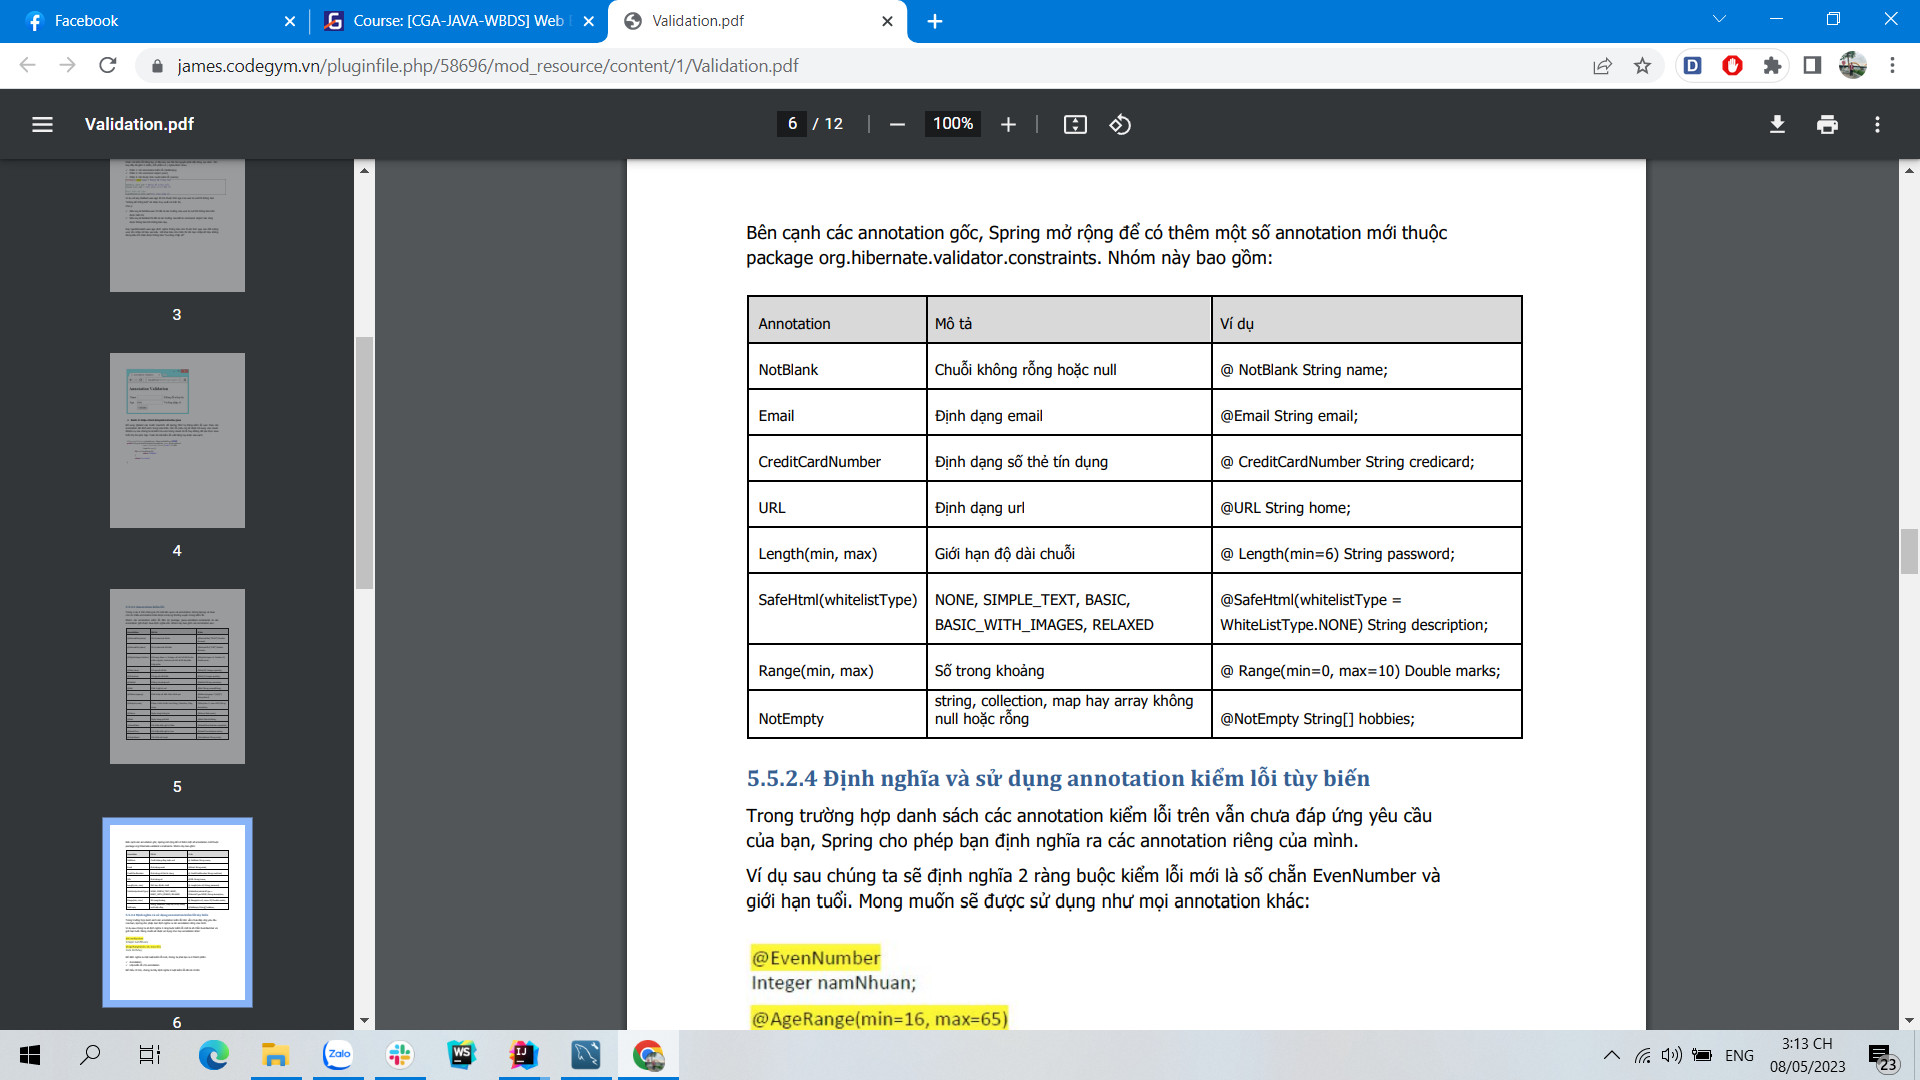 Facebook
Course: [CGA-JAVA-WBDS] Web
Validation.pdf
james.codegym.vn/pluginfile.php/58696/mod_resource/content/1/Validation.pdf
Validation.pdf
6 / 12
100%
3
4
5
6
Bên cạnh các annotation gốc, Spring mở rộng để có thêm một số annotation mới thuộc
package org.hibernate.validator.constraints. Nhóm này bao gồm:
Annotation Mô tả Ví dụ
NotBlank Chuỗi không rỗng hoặc null @ NotBlank String name;
Email Định dạng email @Email String email;
CreditCardNumber Định dạng số thẻ tín dụng @ CreditCardNumber String credicard;
URL Định dạng url @URL String home;
Length(min, max) Giới hạn độ dài chuỗi @ Length(min=6) String password;
SafeHtml(whitelistType) NONE, SIMPLE_TEXT, BASIC, @SafeHtml(whitelistType =
BASIC_WITH_IMAGES, RELAXED WhiteListType.NONE) String description;
Range(min, max) Số trong khoảng @ Range(min=0, max=10) Double marks;
string, collection, map hay array không
NotEmpty null hoặc rỗng @NotEmpty String[] hobbies;
5.5.2.4 Định nghĩa và sử dụng annotation kiểm lỗi tùy biến
Trong trường hợp danh sách các annotation kiểm lỗi trên vẫn chưa đáp ứng yêu cầu
của bạn, Spring cho phép bạn định nghĩa ra các annotation riêng của mình.
Ví dụ sau chúng ta sẽ định nghĩa 2 ràng buộc kiểm lỗi mới là số chẵn EvenNumber và
giới hạn tuổi. Mong muốn sẽ được sử dụng như mọi annotation khác:
@EvenNumber
Integer namNhuan;
@AgeRange(min=16, max=65)
Zalo
WS
IJ
ENG
3:13 CH
08/05/2023
23